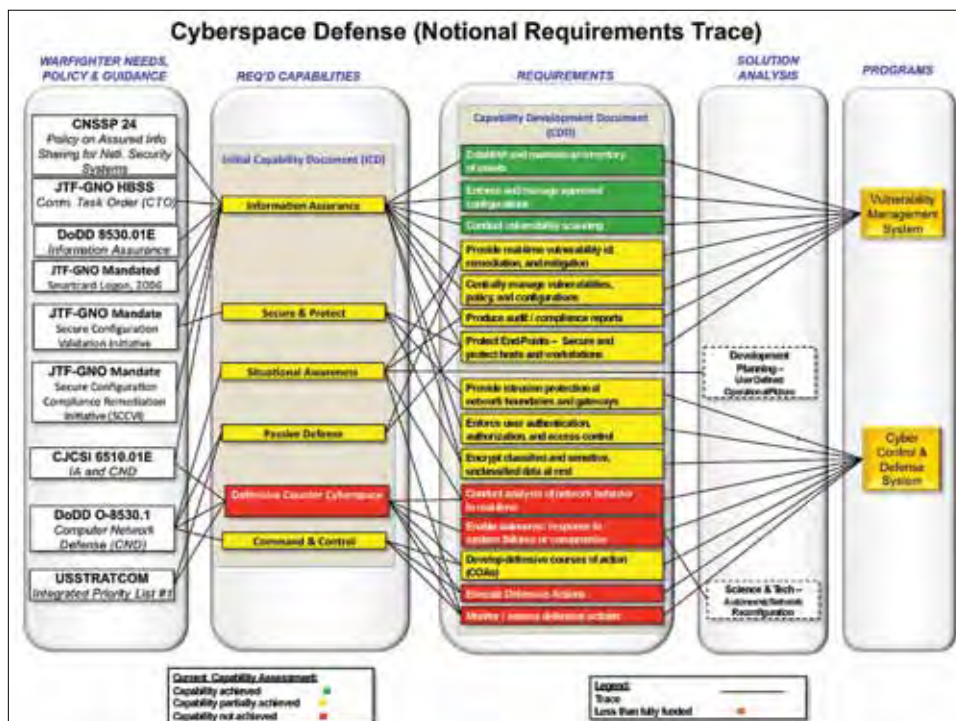 Cyberspace Defense (Notional Requirements Trace)
WARFIGHTER NEEDS,
POLICY & GUIDANCE
REQ'D CAPABILITIES
REQUIREMENTS
SOLUTION
ANALYSIS
PROGRAMS
CNSSP 24
Policy on Assured Info
Sharing for Natl. Security
Systems
JTF-GNO HBSS
Comm. Task Order (CTO)
DoDD 8530.01E
Information Assurance
JTF-GNO Mandated
Smartcard Logon, 2006
JTF-GNO Mandate
Secure Configuration
Validation Initiative
JTF-GNO Mandate
Secure Configuration
Compliance Remediation
Initiative (SCCVI)
CJCSI 6510.01E
IA and CND
DoDD O-8530.1
Computer Network
Defense (CND)
USSTRATCOM
Integrated Priority List #1
Initial Capability Document (ICD)
Information Assurance
Secure & Protect
Situational Awareness
Passive Defense
Defensive Counter Cyberspace
Command & Control
Capability Development Document
(CDD)
Establish and maintain an inventory
of assets
Enforce and manage approved
configurations
Conduct vulnerability scanning
Provide real-time vulnerability id,
remediation, and mitigation
Centrally manage vulnerabilities,
policy, and configurations
Produce audit / compliance reports
Protect End-Points – Secure and
protect hosts and workstations
Provide intrusion protection at
network boundaries and gateways
Enforce user authentication,
authorization, and access control
Encrypt classified and sensitive,
unclassified data at rest
Conduct analysis of network behavior
in real-time
Enable autonomic response to
system failures or compromise
Develop defensive courses of action
(COAs)
Execute Defensive Actions
Monitor / assess defensive actions
Development
Planning –
User Defined
Operational Picture
Science & Tech –
Autonomic Network
Reconfiguration
Vulnerability
Management
System
Cyber
Control &
Defense
System
Current Capability Assessment:
Capability achieved
Capability partially achieved
Capability not achieved
Legend:
Trace
Less than fully funded